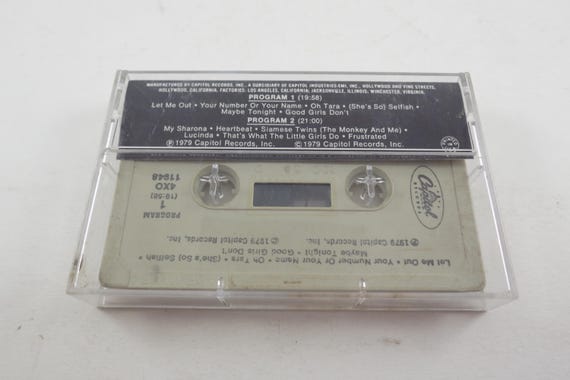 MANUFACTURED BY CAPITOL RECORDS, INC., A SUBSIDIARY OF CAPITOL INDUSTRIES-EMI, INC., HOLLYWOOD AND VINE STREETS,
HOLLYWOOD, CALIFORNIA. FACTORIES: LOS ANGELES, CALIFORNIA; JACKSONVILLE, ILLINOIS; WINCHESTER, VIRGINIA.
PROGRAM 1 (19:58)
Let Me Out • Your Number Or Your Name • Oh Tara • (She's So) Selfish •
Maybe Tonight • Good Girls Don't
PROGRAM 2 (21:00)
My Sharona • Heartbeat • Siamese Twins (The Monkey And Me) •
Lucinda • That's What The Little Girls Do • Frustrated
Ⓟ 1979 Capitol Records, Inc. © 1979 Capitol Records, Inc.
Capitol
RECORDS
PROGRAM
1
(19:58)
4XO
11948
Let Me Out • Your Number Or Your Name • Oh Tara • (She's So) Selfish •
Maybe Tonight • Good Girls Don't
Ⓟ 1979 Capitol Records, Inc. © 1979 Capitol Records, Inc.